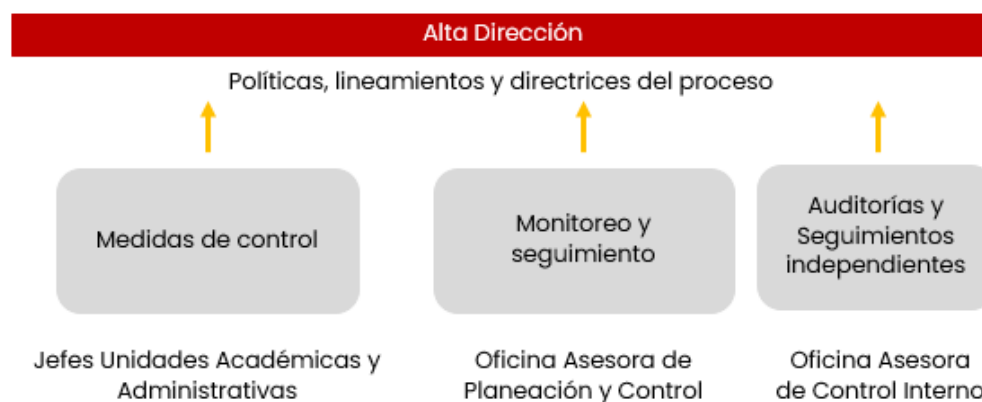 Alta Dirección
Políticas, lineamientos y directrices del proceso
Medidas de control
Monitoreo y
seguimiento
Auditorías y
Seguimientos
independientes
Jefes Unidades Académicas y
Administrativas
Oficina Asesora de
Planeación y Control
Oficina Asesora
de Control Interno